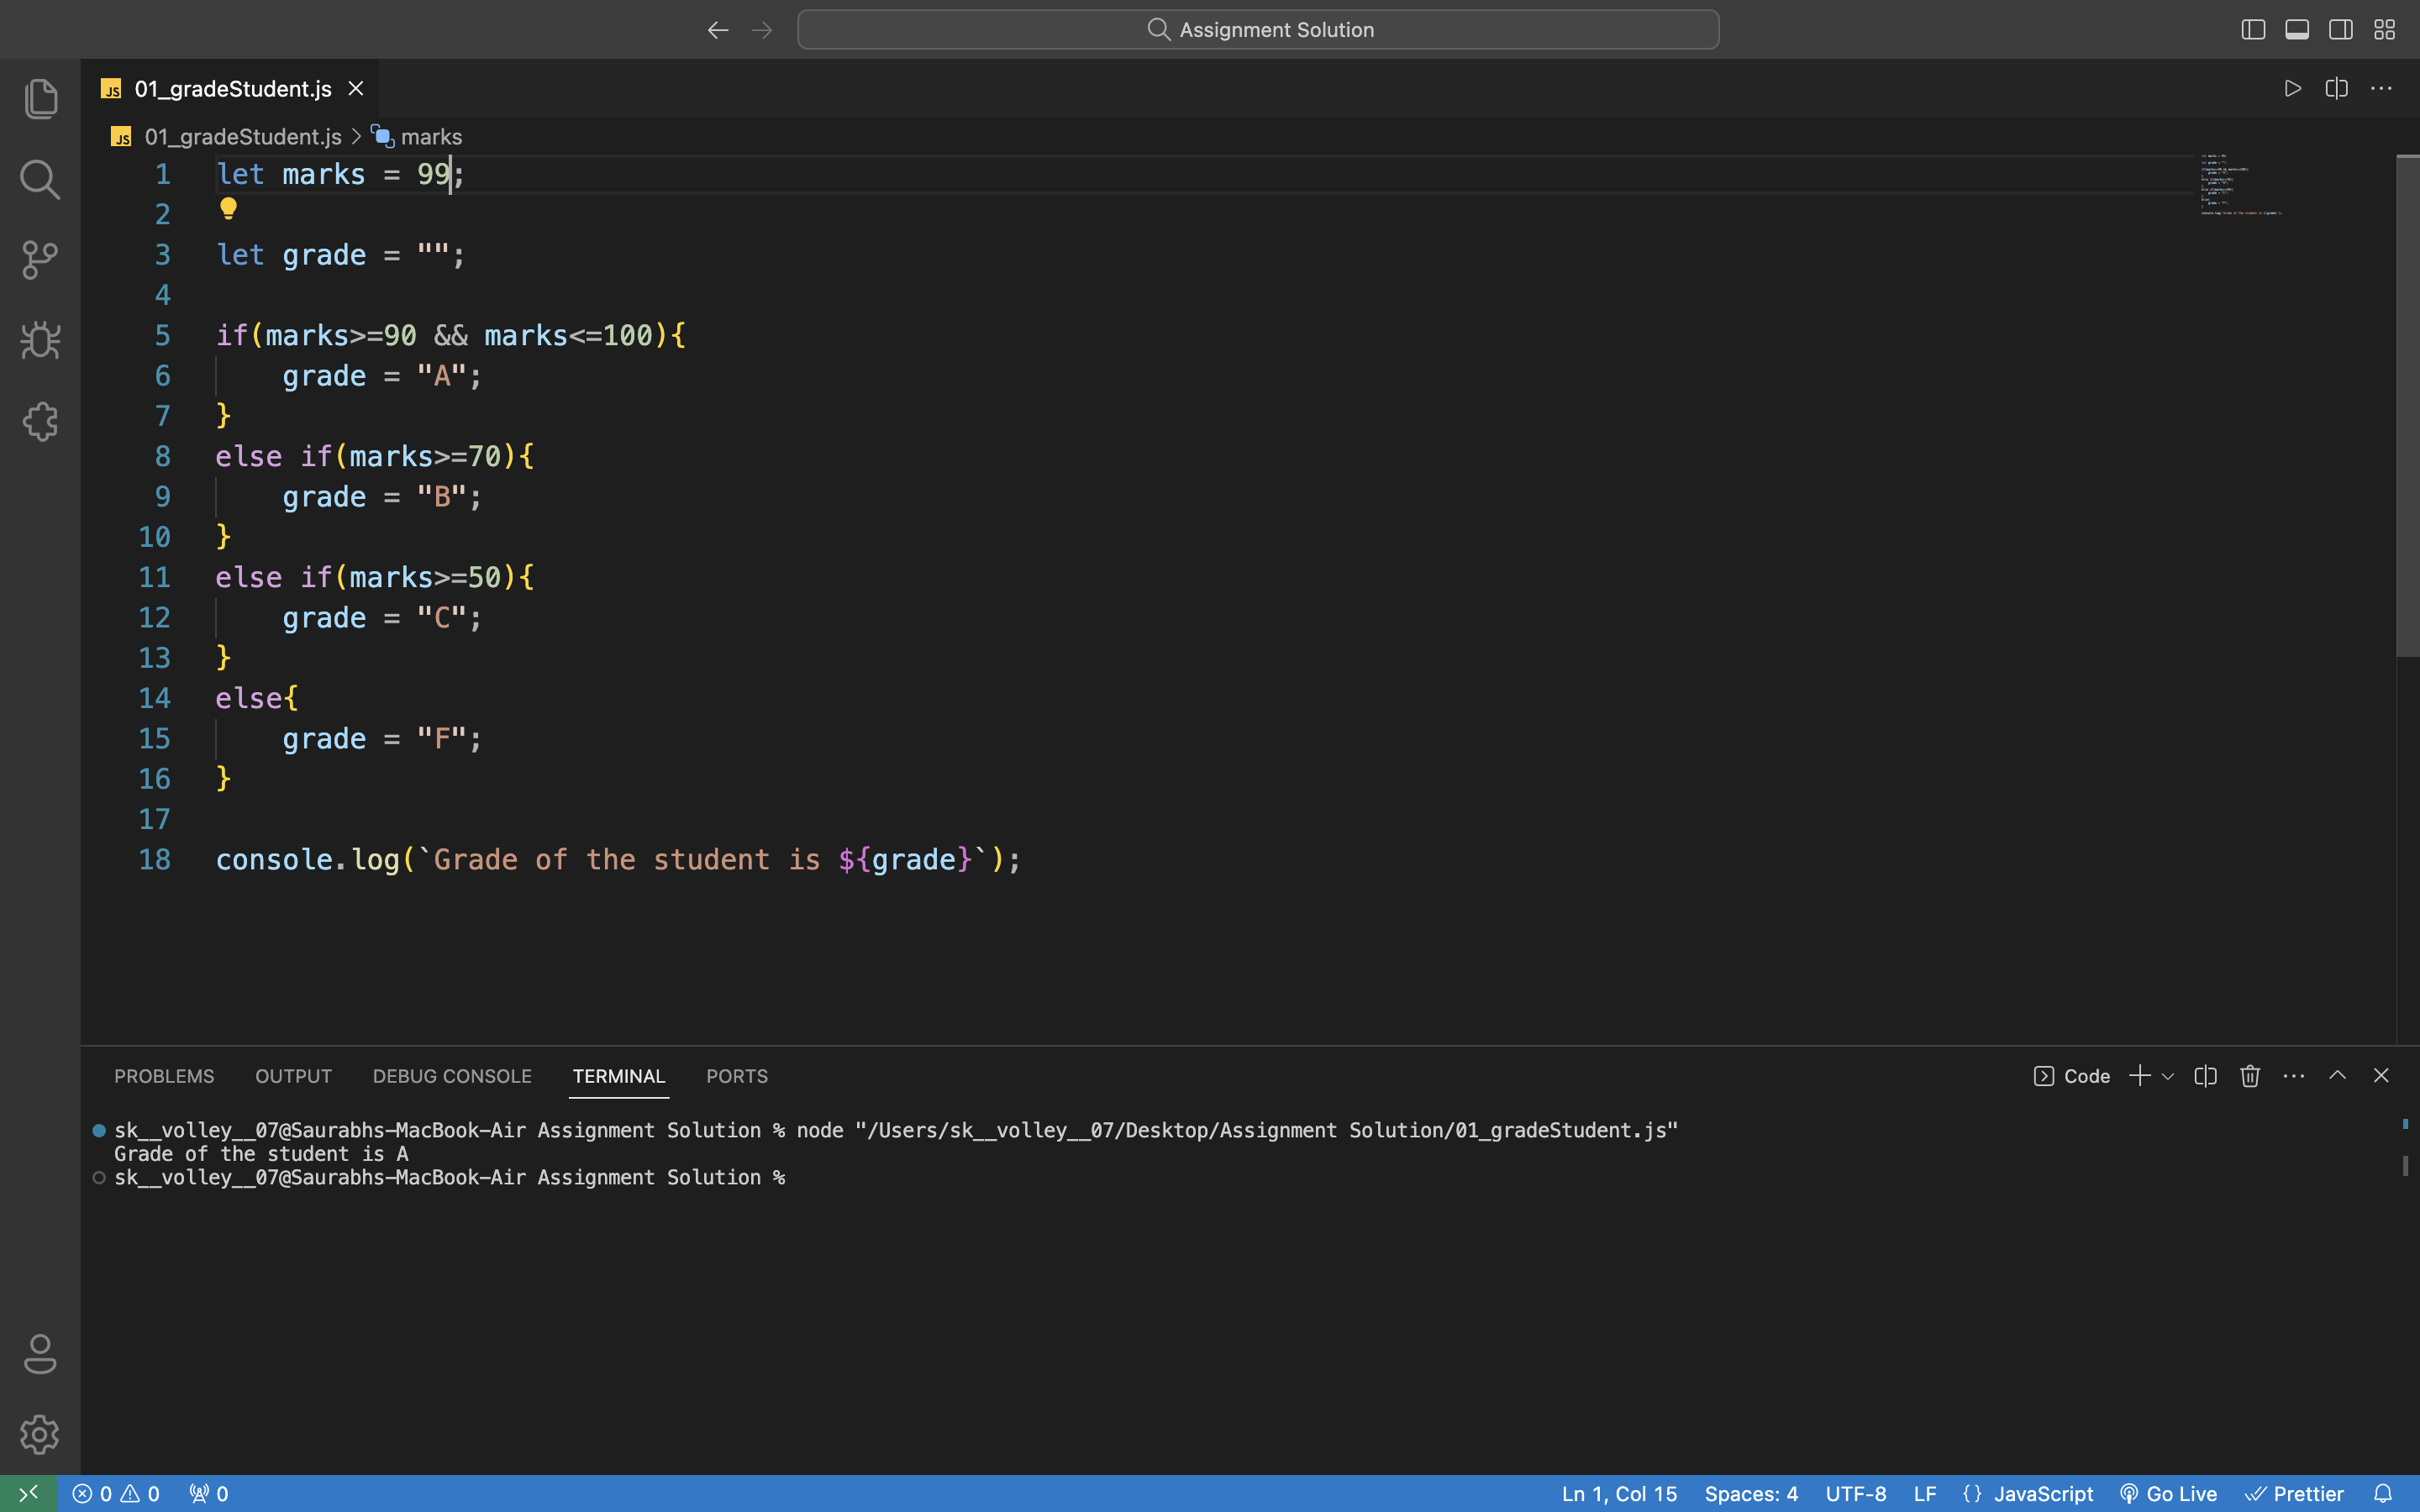 Assignment Solution
JS 01_gradeStudent.js
JS 01_gradeStudent.js > marks
1 let marks = 99;
2
3 let grade = "";
4
5 if(marks>=90 && marks<=100){
6     grade = "A";
7 }
8 else if(marks>=70){
9     grade = "B";
10 }
11 else if(marks>=50){
12     grade = "C";
13 }
14 else{
15     grade = "F";
16 }
17
18 console.log(`Grade of the student is ${grade}`);
PROBLEMS OUTPUT DEBUG CONSOLE TERMINAL PORTS Code
sk__volley__07@Saurabhs-MacBook-Air Assignment Solution % node "/Users/sk__volley__07/Desktop/Assignment Solution/01_gradeStudent.js"
Grade of the student is A
sk__volley__07@Saurabhs-MacBook-Air Assignment Solution %
0 0 0 Ln 1, Col 15 Spaces: 4 UTF-8 LF {} JavaScript Go Live Prettier